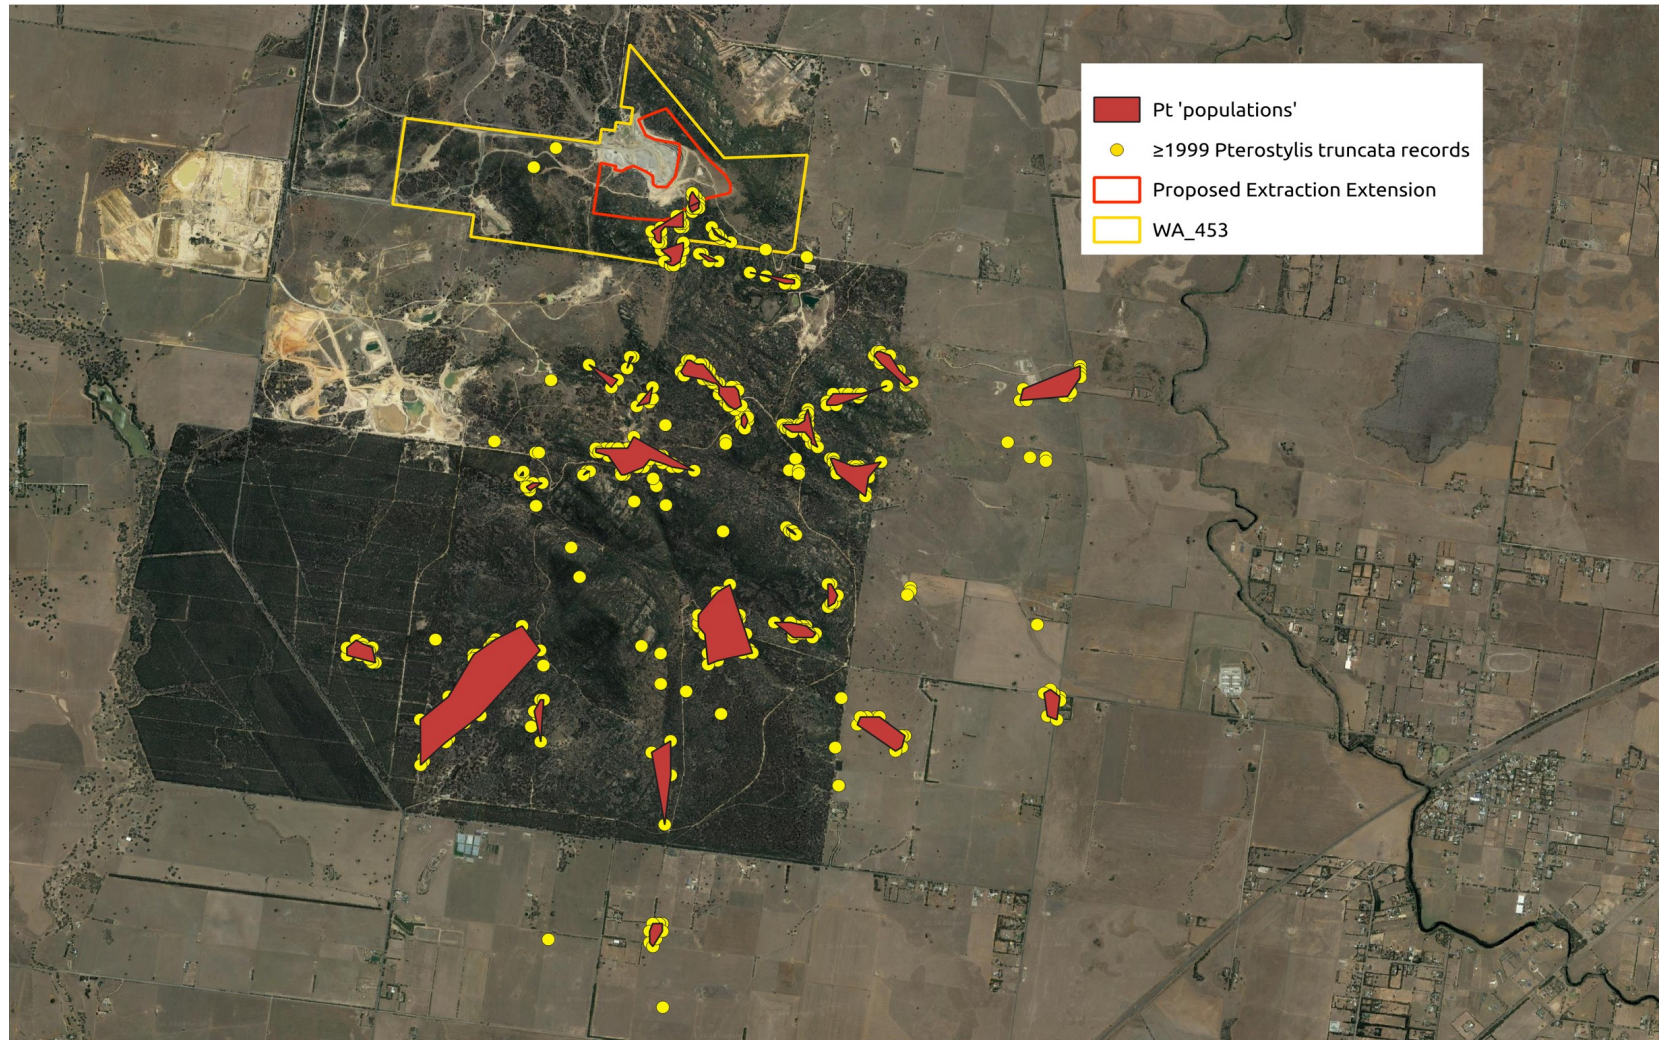 Pt 'populations'
≥1999 Pterostylis truncata records
Proposed Extraction Extension
WA_453